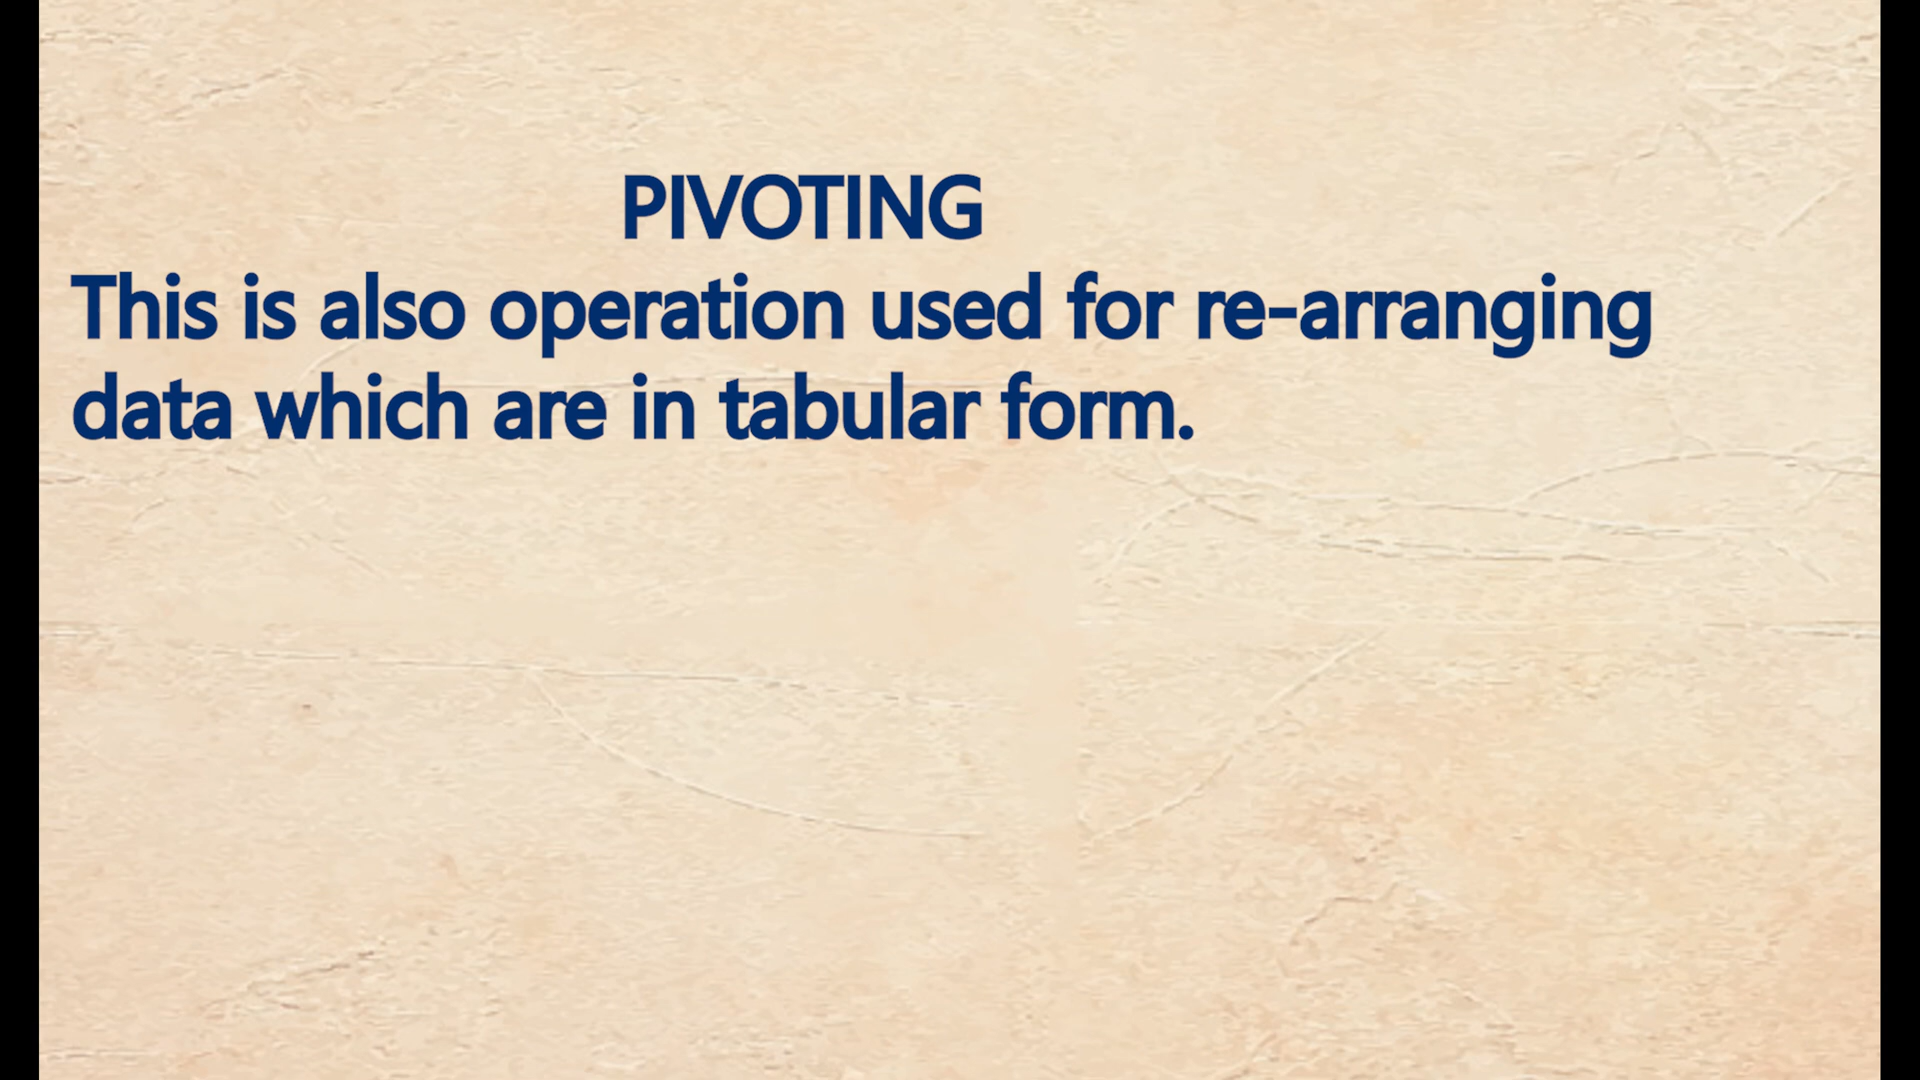 PIVOTING
This is also operation used for re-arranging
data which are in tabular form.